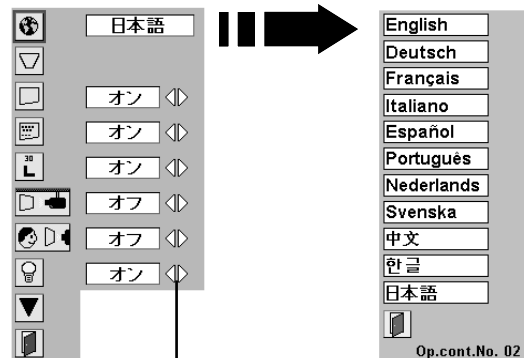 日本語
オン
オン
30
L
オン
オフ
オフ
オン
English
Deutsch
Français
Italiano
Español
Português
Nederlands
Svenska
中文
한글
日本語
Op.cont.No. 02